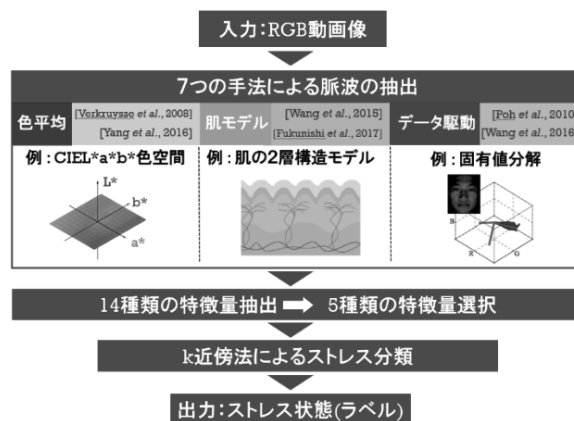 入力:RGB動画像
7つの手法による脈波の抽出
色平均
[Verkruysse et al., 2008]
[Yang et al., 2016]
肌モデル
[Wang et al., 2015]
[Fukunishi et al., 2017]
データ駆動
[Poh et al., 2010]
[Wang et al., 2016]
例:CIEL*a*b*色空間
L*
b*
a*
例:肌の2層構造モデル
例:固有値分解
B
R
G
14種類の特徴量抽出 ➡ 5種類の特徴量選択
k近傍法によるストレス分類
出力:ストレス状態(ラベル)